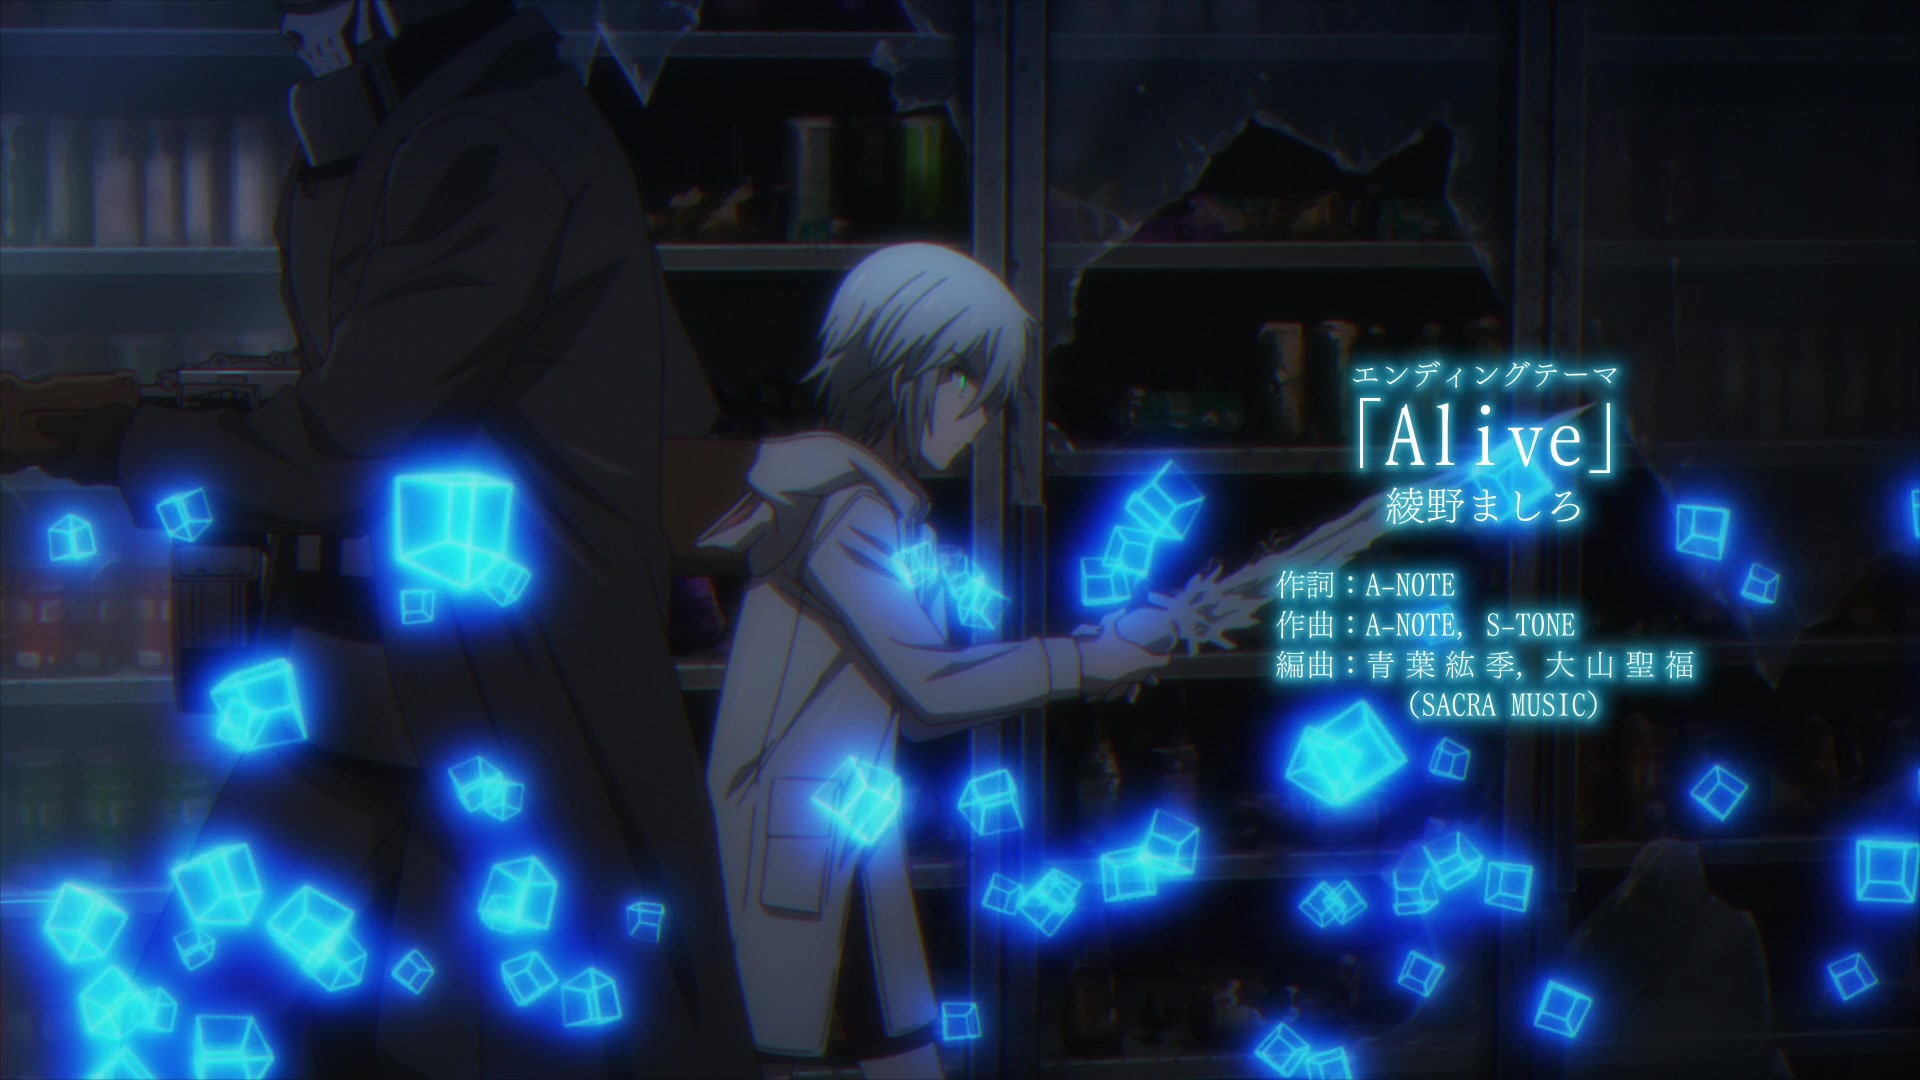 エンディングテーマ
「Alive」
綾野ましろ
作詞：A-NOTE
作曲：A-NOTE, S-TONE
編曲：青葉紘季, 大山聖福
(SACRA MUSIC)